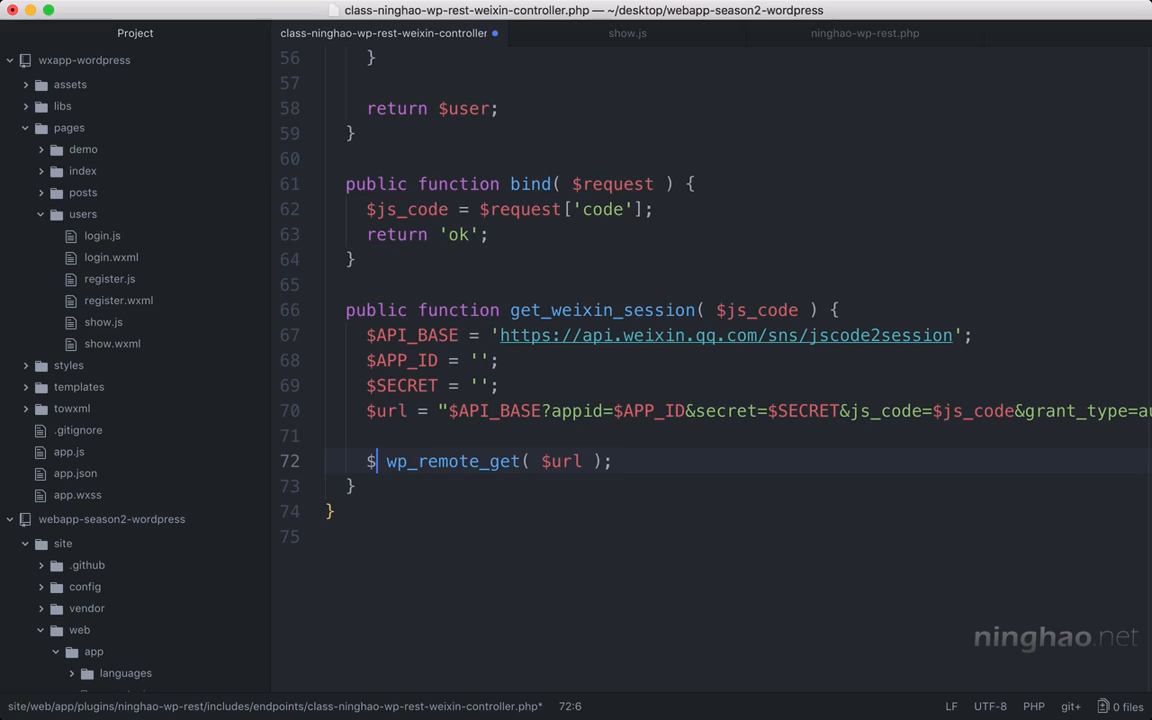 class-ninghao-wp-rest-weixin-controller.php — ~/desktop/webapp-season2-wordpress
Project
class-ninghao-wp-rest-weixin-controller
show.js
ninghao-wp-rest.php
wxapp-wordpress
assets
libs
pages
demo
index
posts
users
login.js
login.wxml
register.js
register.wxml
show.js
show.wxml
styles
templates
towxml
.gitignore
app.js
app.json
app.wxss
webapp-season2-wordpress
site
.github
config
vendor
web
app
languages
56 }
57
58 return $user;
59 }
60
61 public function bind( $request ) {
62 $js_code = $request['code'];
63 return 'ok';
64 }
65
66 public function get_weixin_session( $js_code ) {
67 $API_BASE = 'https://api.weixin.qq.com/sns/jscode2session';
68 $APP_ID = '';
69 $SECRET = '';
70 $url = "$API_BASE?appid=$APP_ID&secret=$SECRET&js_code=$js_code&grant_type=au
71
72 $ wp_remote_get( $url );
73 }
74 }
75
ninghao.net
site/web/app/plugins/ninghao-wp-rest/includes/endpoints/class-ninghao-wp-rest-weixin-controller.php* 72:6 LF UTF-8 PHP git+ 0 files